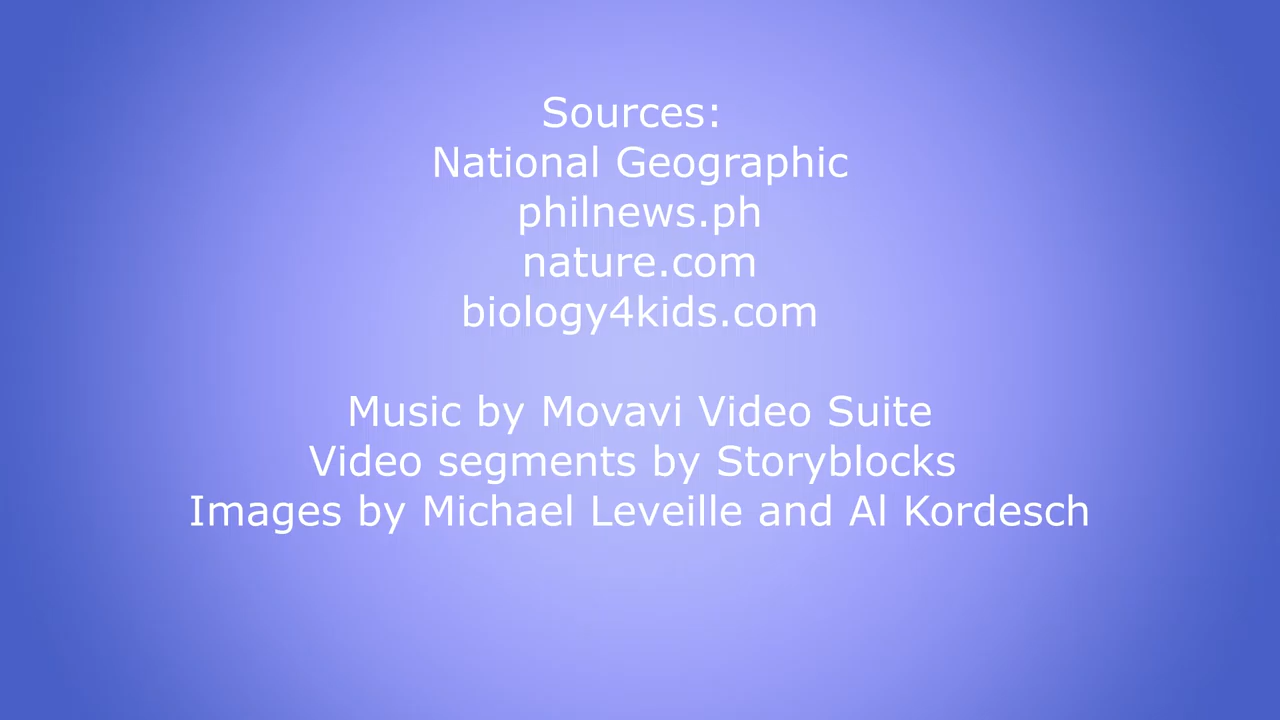 Sources:
National Geographic
philnews.ph
nature.com
biology4kids.com
Music by Movavi Video Suite
Video segments by Storyblocks
Images by Michael Leveille and Al Kordesch